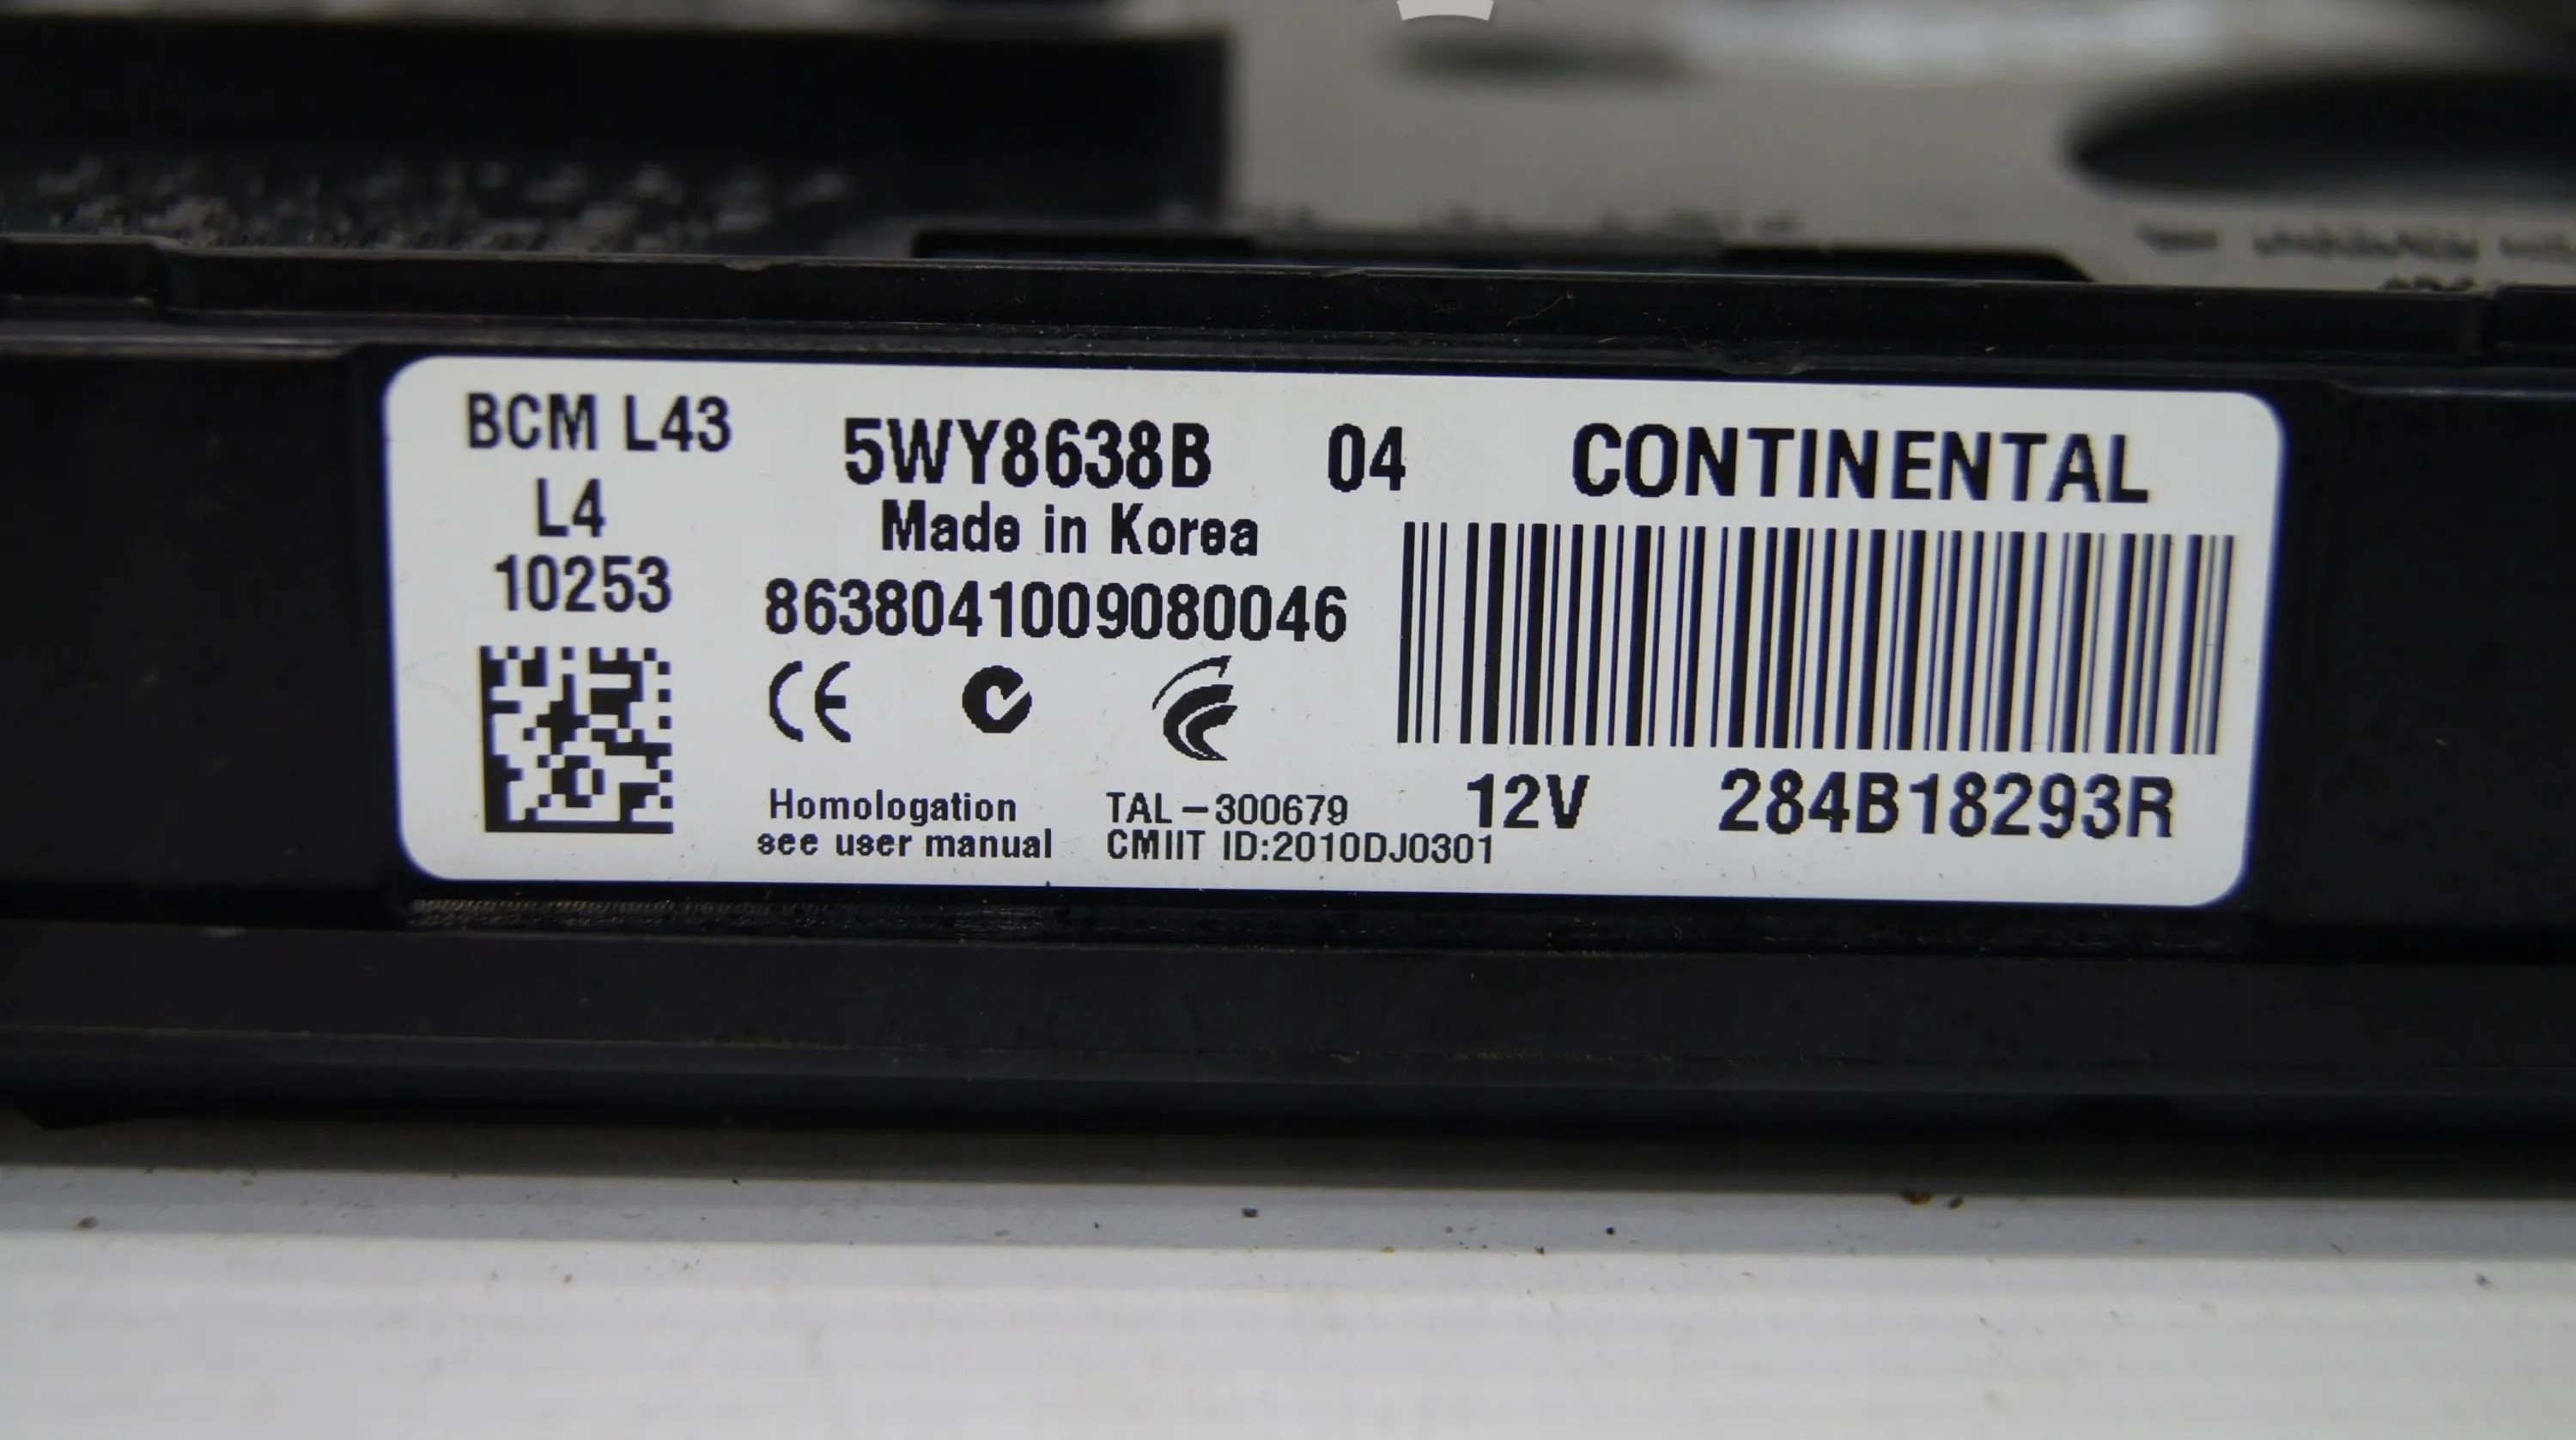 BCM L43
L4
10253
5WY8638B 04 CONTINENTAL
Made in Korea
8638041009080046
CE
Homologation
see user manual
TAL-300679
CMIIT ID:2010DJ0301
12V 284B18293R